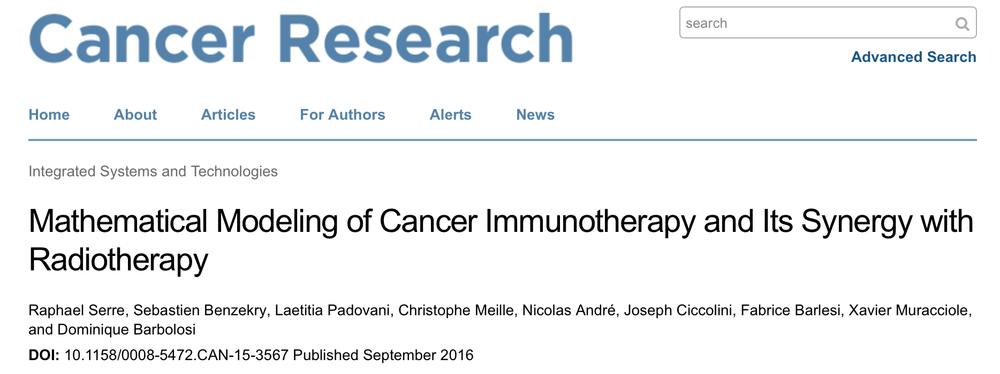 Cancer Research
search
Advanced Search
Home About Articles For Authors Alerts News
Integrated Systems and Technologies
Mathematical Modeling of Cancer Immunotherapy and Its Synergy with
Radiotherapy
Raphael Serre, Sebastien Benzekry, Laetitia Padovani, Christophe Meille, Nicolas André, Joseph Ciccolini, Fabrice Barlesi, Xavier Muracciole,
and Dominique Barbolosi
DOI: 10.1158/0008-5472.CAN-15-3567 Published September 2016